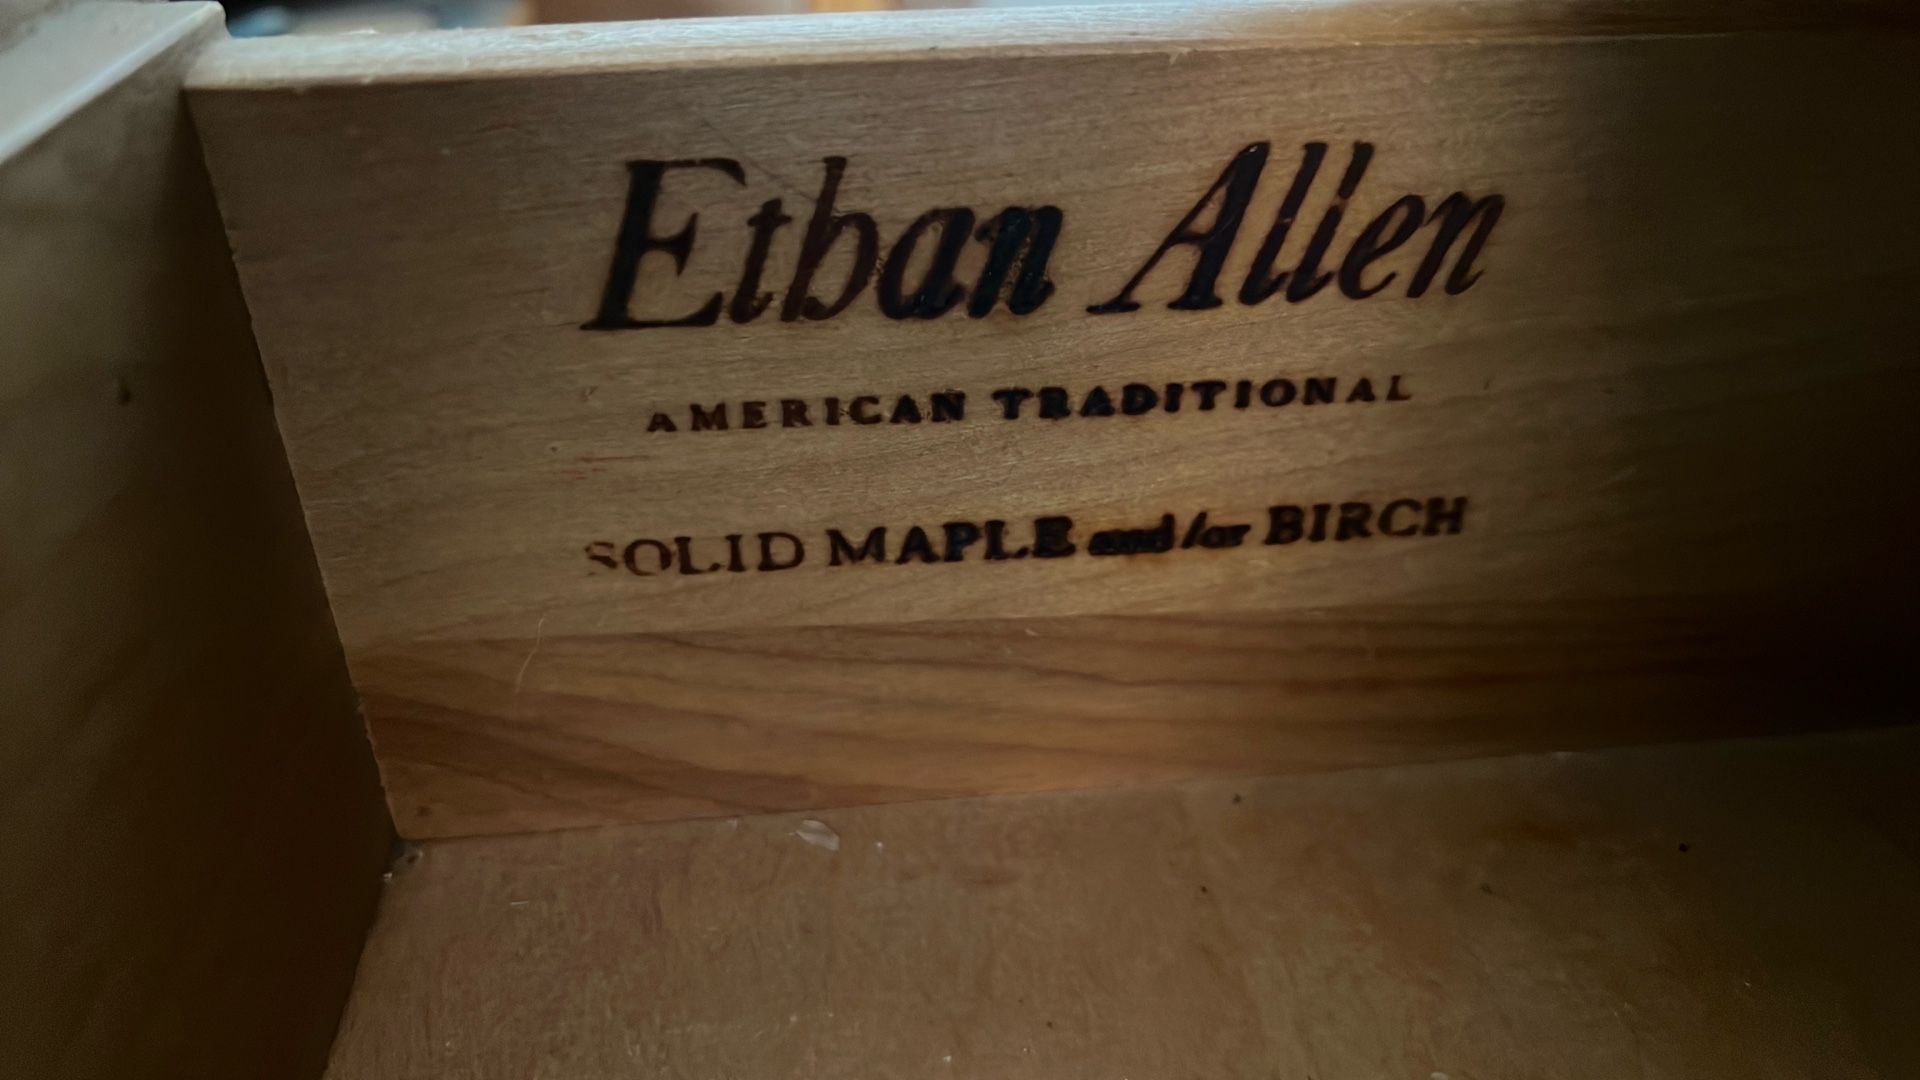 Ethan Allen
AMERICAN TRADITIONAL
SOLID MAPLE and/or BIRCH